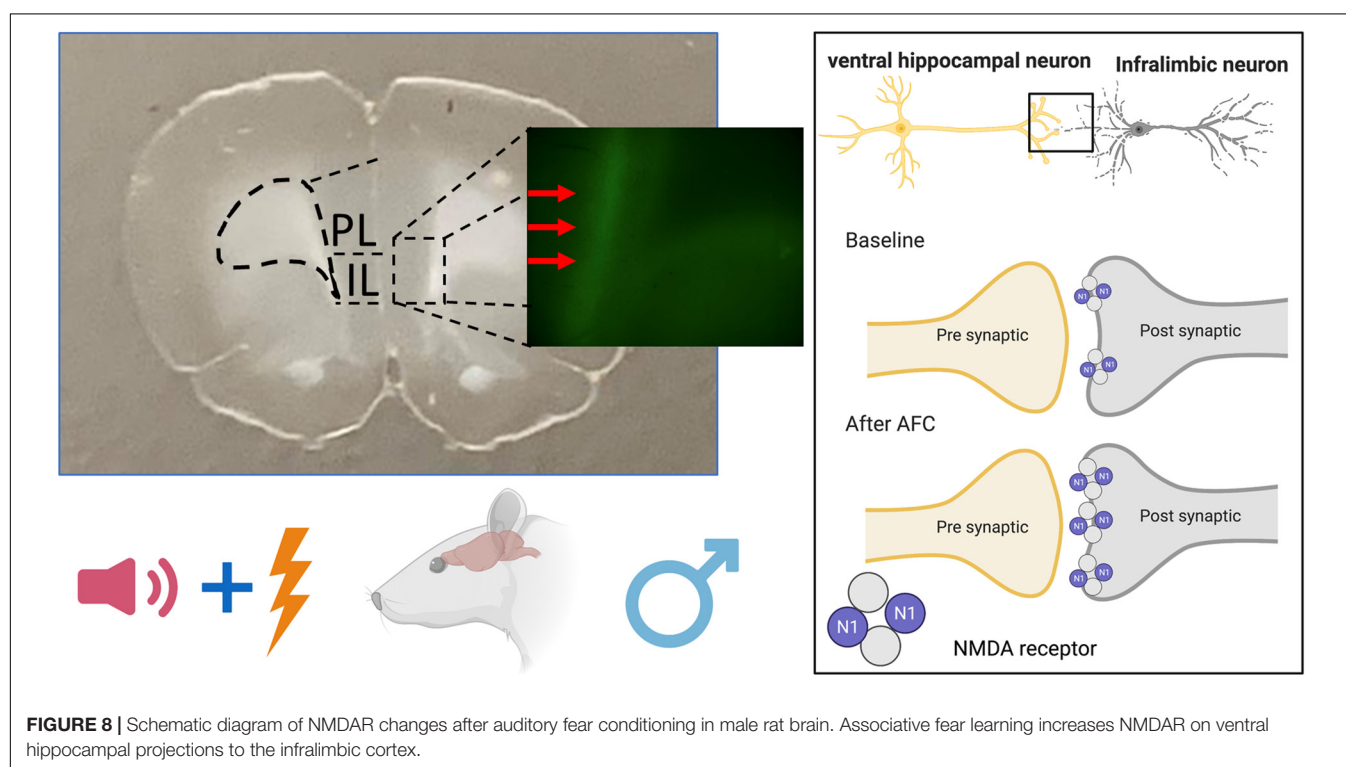 PL
IL
ventral hippocampal neuron
Infralimbic neuron
Baseline
Pre synaptic
Post synaptic
N1
N1
N1
N1
After AFC
Pre synaptic
Post synaptic
N1
N1
N1
N1
N1
N1
N1
N1
NMDA receptor
FIGURE 8 | Schematic diagram of NMDAR changes after auditory fear conditioning in male rat brain. Associative fear learning increases NMDAR on ventral
hippocampal projections to the infralimbic cortex.